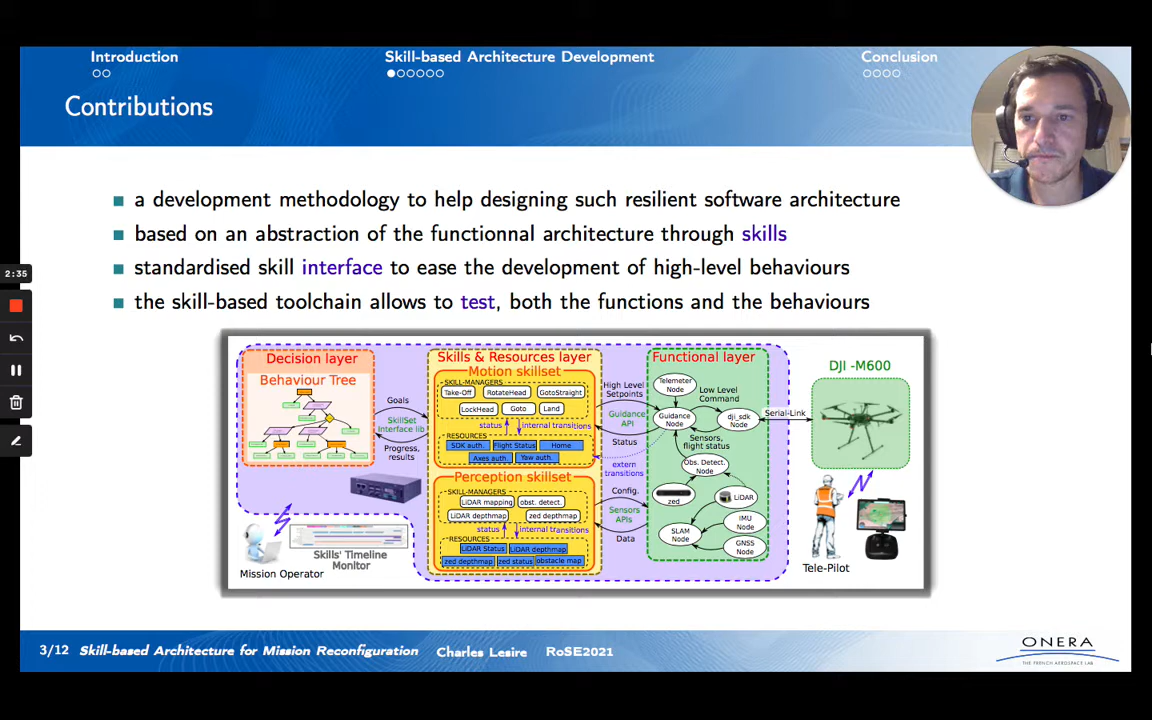 Introduction
Skill-based Architecture Development
Conclusion
Contributions
a development methodology to help designing such resilient software architecture
based on an abstraction of the functionnal architecture through skills
standardised skill interface to ease the development of high-level behaviours
the skill-based toolchain allows to test, both the functions and the behaviours
2:35
Decision layer
Behaviour Tree
Goals
SkillSet
Interface lib
Progress,
results
Mission Operator
Skills' Timeline
Monitor
Skills & Resources layer
Motion skillset
SKILL-MANAGERS
Take-Off
RotateHead
GotoStraight
LockHead
Goto
Land
status
internal transitions
RESOURCES
SDK auth.
Flight Status
Home
Axes auth.
Yaw auth.
Perception skillset
SKILL-MANAGERS
LiDAR mapping
obst. detect.
LiDAR depthmap
zed depthmap
status
internal transitions
RESOURCES
LiDAR Status
LiDAR depthmap
zed depthmap
zed status
obstacle map
High Level
Setpoints
Guidance
API
Status
extern
transitions
Config.
Sensors
APIs
Data
Functional layer
Telemeter
Node
Low Level
Command
Guidance
Node
dji_sdk
Node
Sensors,
flight status
Obs. Detect.
Node
zed
LiDAR
SLAM
Node
IMU
Node
GNSS
Node
Serial-Link
DJI -M600
Tele-Pilot
3/12
Skill-based Architecture for Mission Reconfiguration
Charles Lesire
RoSE2021
ONERA
THE FRENCH AEROSPACE LAB